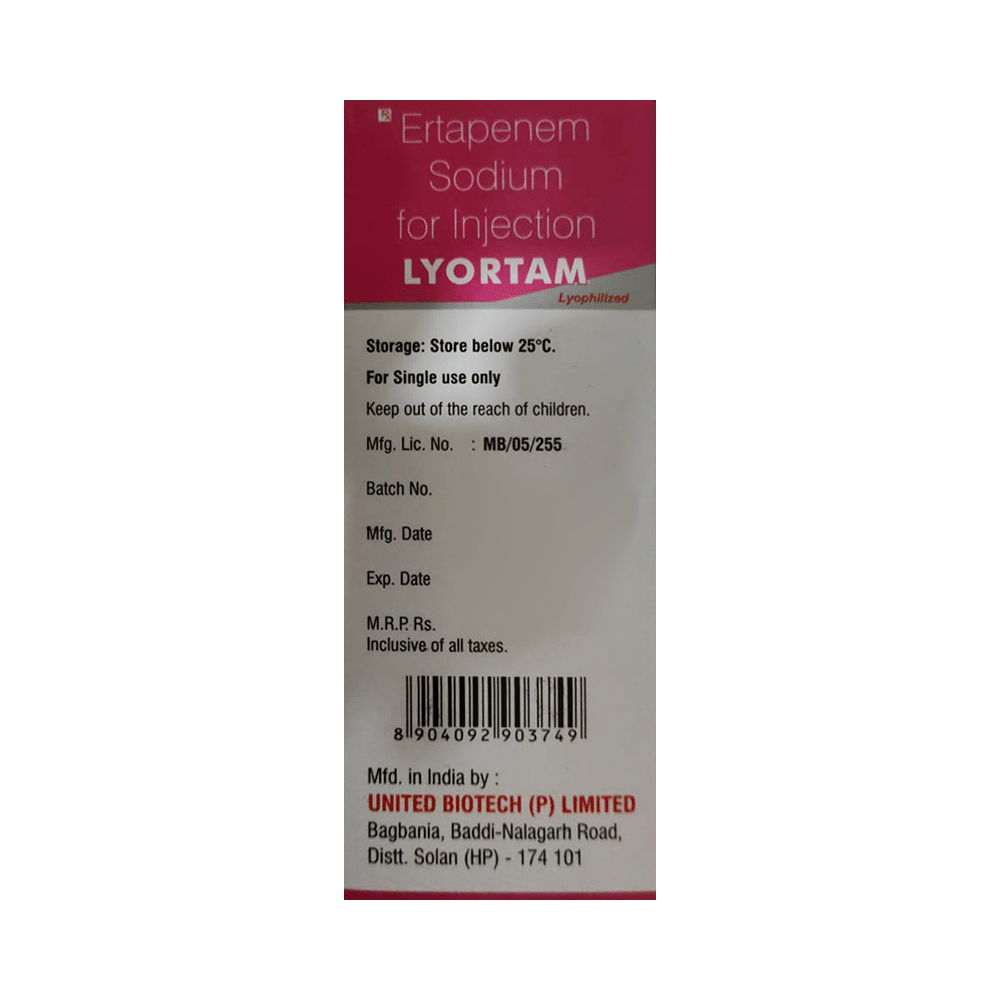 Rx
Ertapenem
Sodium
for Injection
LYORTAM
Lyophilized
Storage: Store below 25°C.
For Single use only
Keep out of the reach of children.
Mfg. Lic. No. : MB/05/255
Batch No.
Mfg. Date
Exp. Date
M.R.P. Rs.
Inclusive of all taxes.
8 904092 903749
Mfd. in India by :
UNITED BIOTECH (P) LIMITED
Bagbania, Baddi-Nalagarh Road,
Distt. Solan (HP) - 174 101